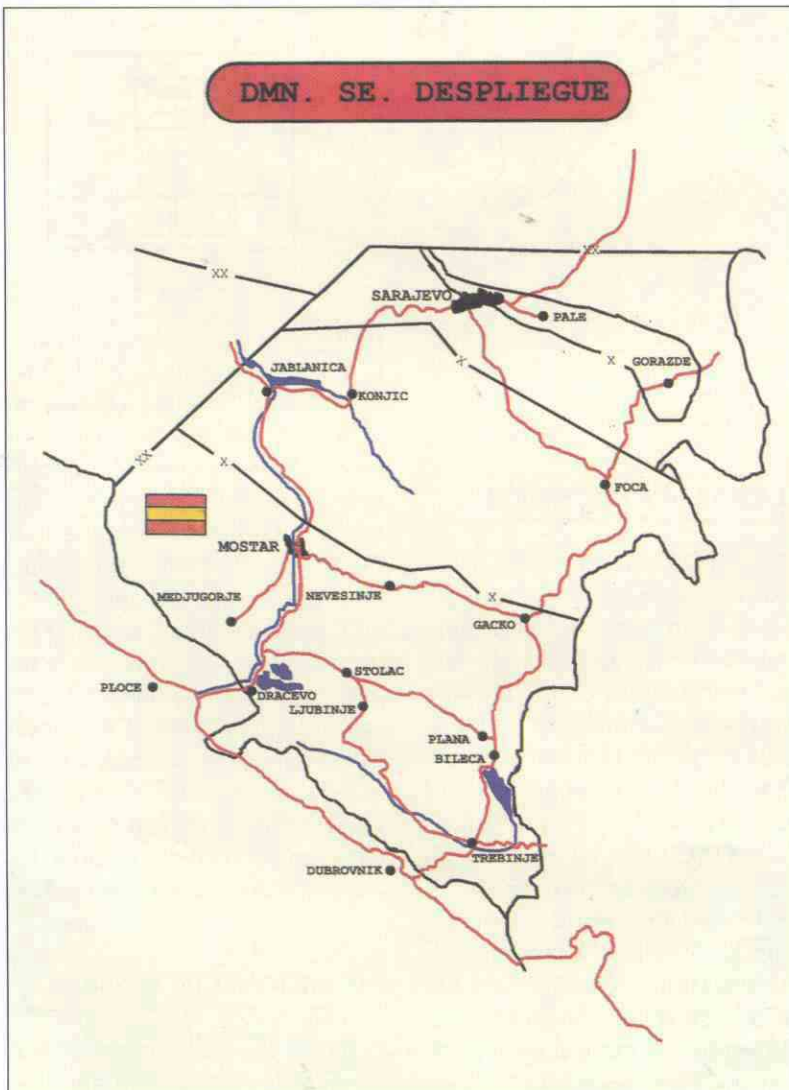 DMN. SE. DESPLIEGUE
XX
XX
SARAJEVO
PALE
X
X
GORAZDE
JABLANICA
KONJIC
XX
X
FOCA
MOSTAR
MEDJUGORJE
NEVESINJE
X
GACKO
STOLAC
PLOCE
DRACEVO
LJUBINJE
PLANA
BILECA
TREBINJE
DUBROVNIK